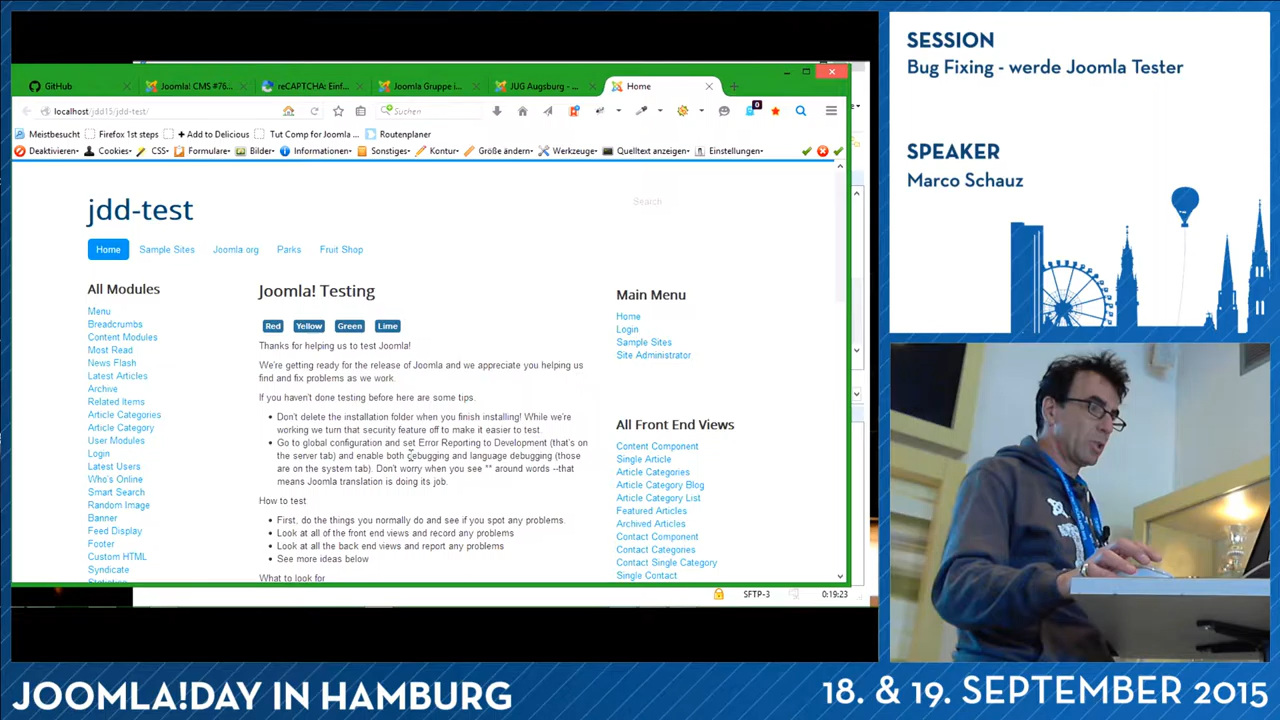 GitHub
Joomla! CMS #76...
reCAPTCHA: Einf...
Joomla Gruppe i...
JUG Augsburg - ...
Home
localhost/jdd15/jdd-test/
Suchen
0
Meistbesucht
Firefox 1st steps
+ Add to Delicious
Tut Comp for Joomla ...
Routenplaner
Deaktivieren
Cookies
CSS
Formulare
Bilder
Informationen
Sonstiges
Kontur
Größe ändern
Werkzeuge
Quelltext anzeigen
Einstellungen
jdd-test
Search
Home
Sample Sites
Joomla.org
Parks
Fruit Shop
All Modules
Menu
Breadcrumbs
Content Modules
Most Read
News Flash
Latest Articles
Archive
Related Items
Article Categories
Article Category
User Modules
Login
Latest Users
Who's Online
Smart Search
Random Image
Banner
Feed Display
Footer
Custom HTML
Syndicate
Statistics
Joomla! Testing
Red
Yellow
Green
Lime
Thanks for helping us to test Joomla!
We're getting ready for the release of Joomla and we appreciate you helping us
find and fix problems as we work.
If you haven't done testing before here are some tips.
Don't delete the installation folder when you finish installing! While we're
working we turn that security feature off to make it easier to test.
Go to global configuration and set Error Reporting to Development (that's on
the server tab) and enable both debugging and language debugging (those
are on the system tab). Don't worry when you see ** around words --that
means Joomla translation is doing its job.
How to test
First, do the things you normally do and see if you spot any problems.
Look at all of the front end views and record any problems
Look at all the back end views and report any problems
See more ideas below
What to look for
Main Menu
Home
Login
Sample Sites
Site Administrator
All Front End Views
Content Component
Single Article
Article Categories
Article Category Blog
Article Category List
Featured Articles
Archived Articles
Contact Component
Contact Categories
Contact Single Category
Single Contact
SFTP-3
0:19:23
SESSION
Bug Fixing - werde Joomla Tester
SPEAKER
Marco Schauz
JOOMLA!DAY IN HAMBURG
18. & 19. SEPTEMBER 2015